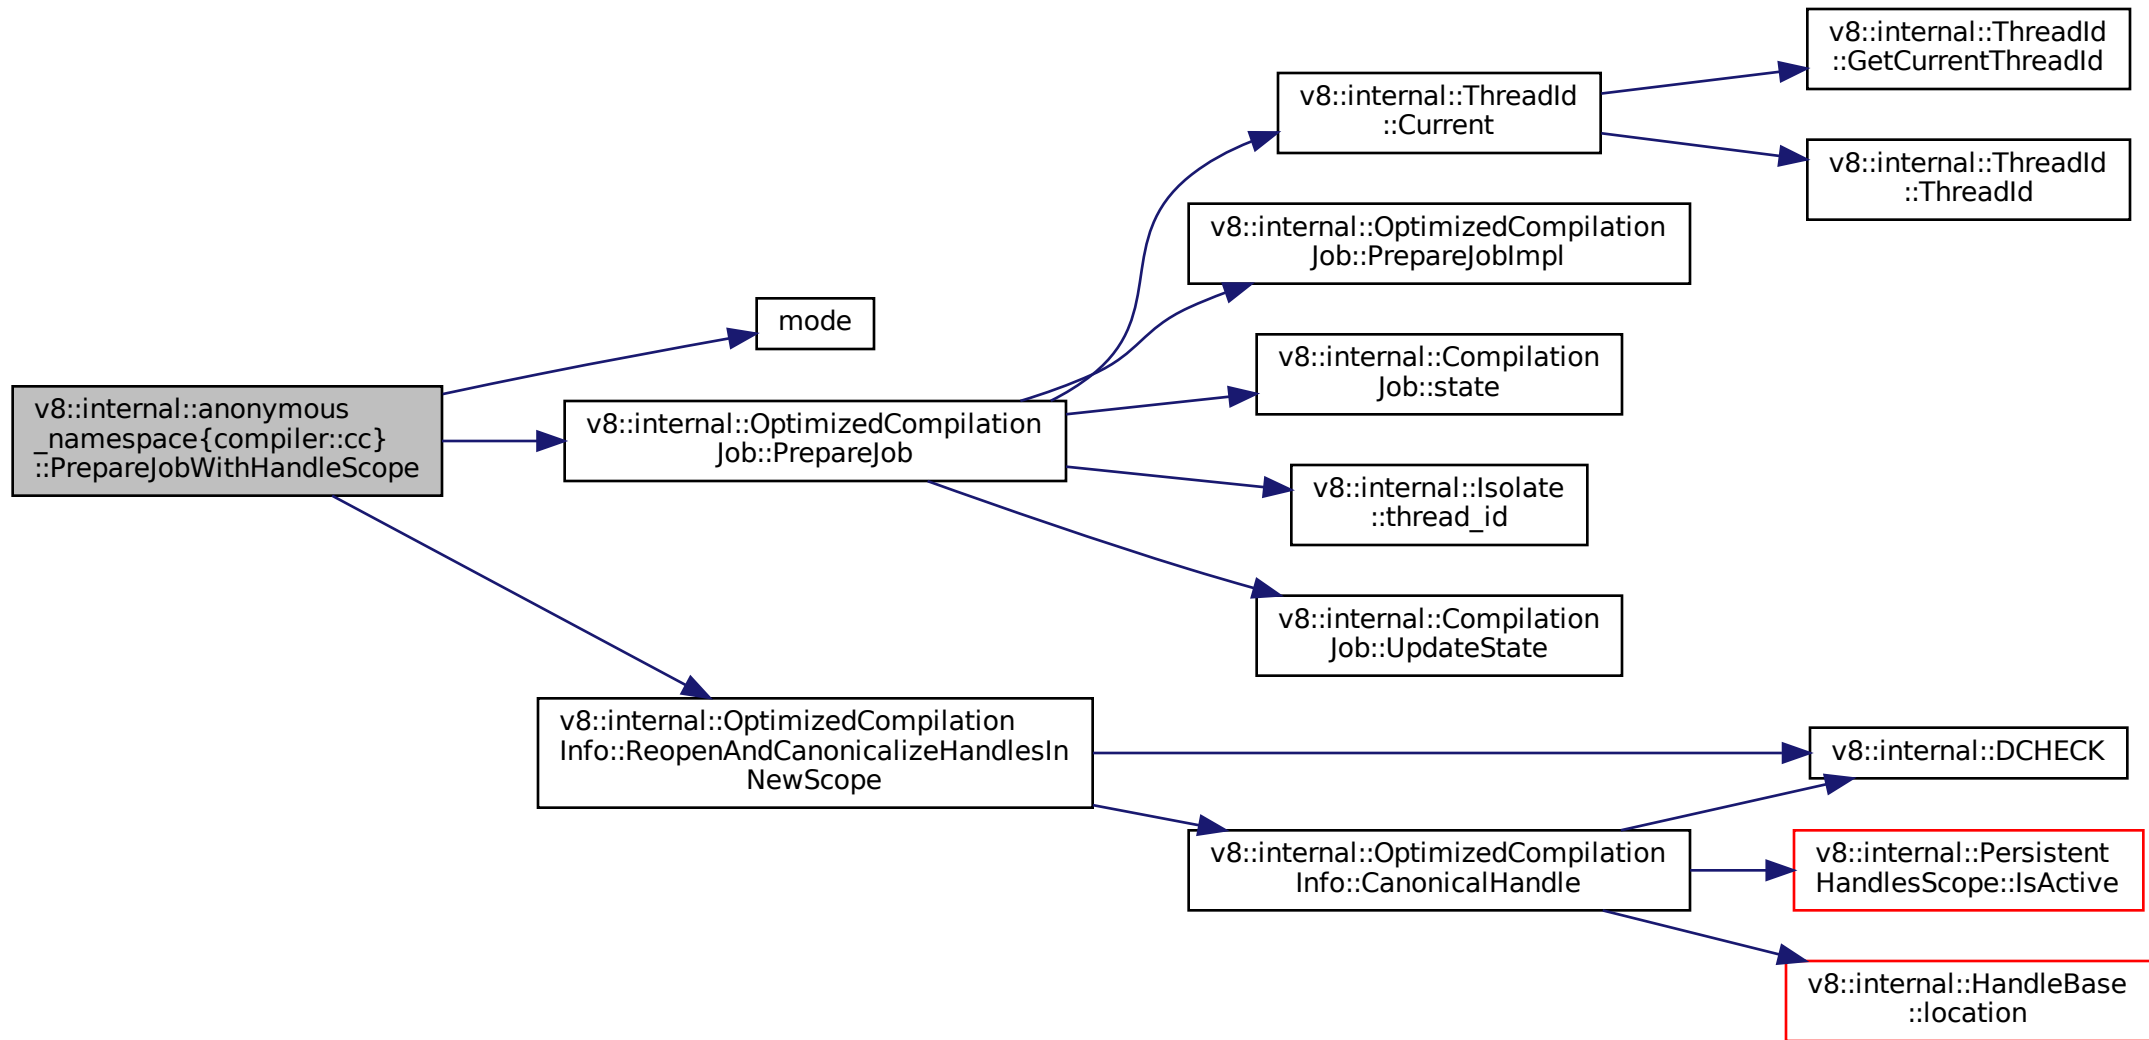 v8::internal::ThreadId
::GetCurrentThreadId
v8::internal::ThreadId
::Current
v8::internal::ThreadId
::ThreadId
v8::internal::OptimizedCompilation
Job::PrepareJobImpl
mode
v8::internal::Compilation
Job::state
v8::internal::anonymous
_namespace{compiler::cc}
::PrepareJobWithHandleScope
v8::internal::OptimizedCompilation
Job::PrepareJob
v8::internal::Isolate
::thread_id
v8::internal::Compilation
Job::UpdateState
v8::internal::OptimizedCompilation
Info::ReopenAndCanonicalizeHandlesIn
NewScope
v8::internal::DCHECK
v8::internal::OptimizedCompilation
Info::CanonicalHandle
v8::internal::Persistent
HandlesScope::IsActive
v8::internal::HandleBase
::location